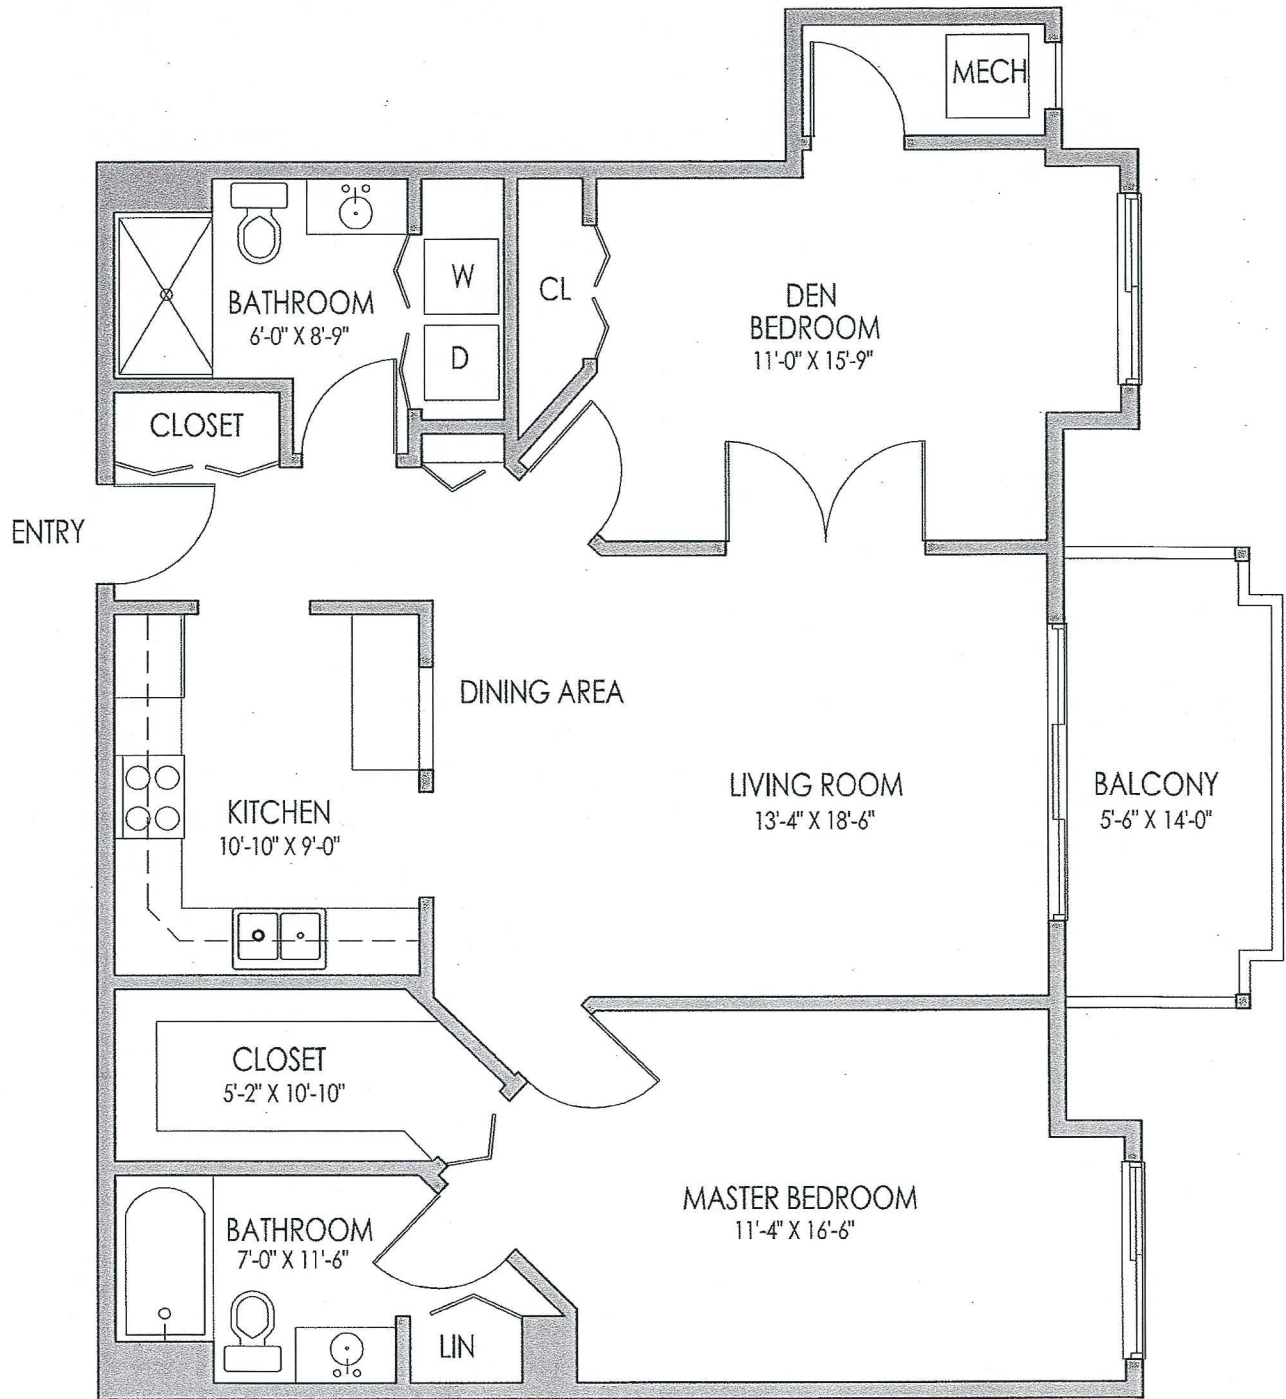 MECH
BATHROOM
6'-0" X 8'-9"
W
D
CL
DEN
BEDROOM
11'-0" X 15'-9"
CLOSET
ENTRY
DINING AREA
KITCHEN
10'-10" X 9'-0"
LIVING ROOM
13'-4" X 18'-6"
BALCONY
5'-6" X 14'-0"
CLOSET
5'-2" X 10'-10"
MASTER BEDROOM
11'-4" X 16'-6"
BATHROOM
7'-0" X 11'-6"
LIN